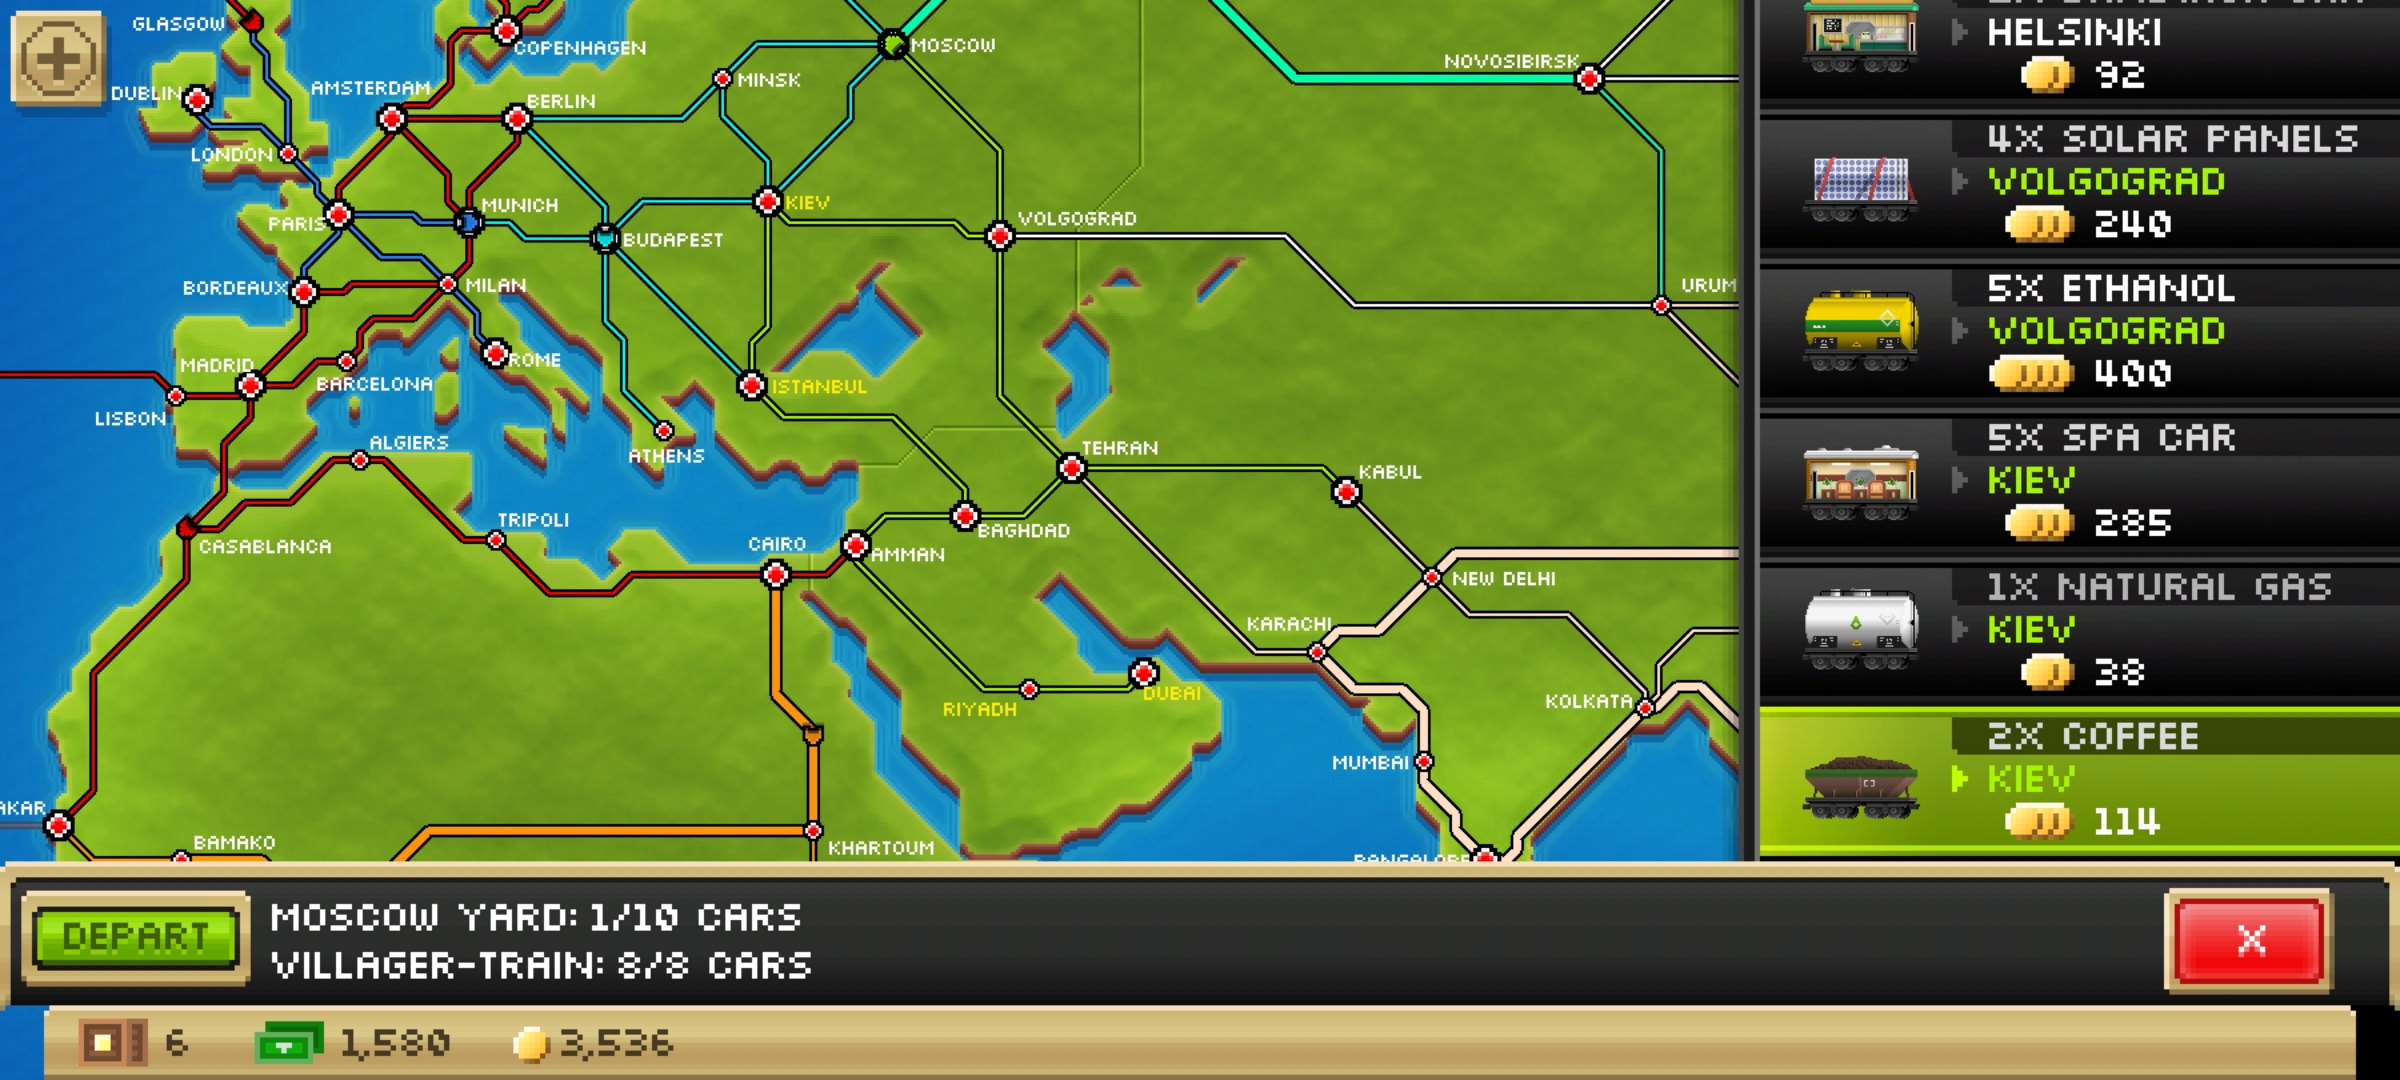 GLASGOW
COPENHAGEN
MOSCOW
NOVOSIBIRSK
MINSK
DUBLIN
AMSTERDAM
BERLIN
LONDON
MUNICH
KIEV
PARIS
VOLGOGRAD
BUDAPEST
BORDEAUX
MILAN
URUM
MADRID
ROME
BARCELONA
ISTANBUL
LISBON
ALGIERS
ATHENS
TEHRAN
KABUL
TRIPOLI
BAGHDAD
CASABLANCA
CAIRO
AMMAN
NEW DELHI
KARACHI
DUBAI
RIYADH
KOLKATA
MUMBAI
AKAR
BAMAKO
KHARTOUM
BANGALORE
HELSINKI
92
4X SOLAR PANELS
VOLGOGRAD
240
5X ETHANOL
VOLGOGRAD
400
5X SPA CAR
KIEV
285
1X NATURAL GAS
KIEV
38
2X COFFEE
KIEV
114
DEPART
MOSCOW YARD: 1/10 CARS
VILLAGER-TRAIN: 8/8 CARS
X
6
1,580
3,536